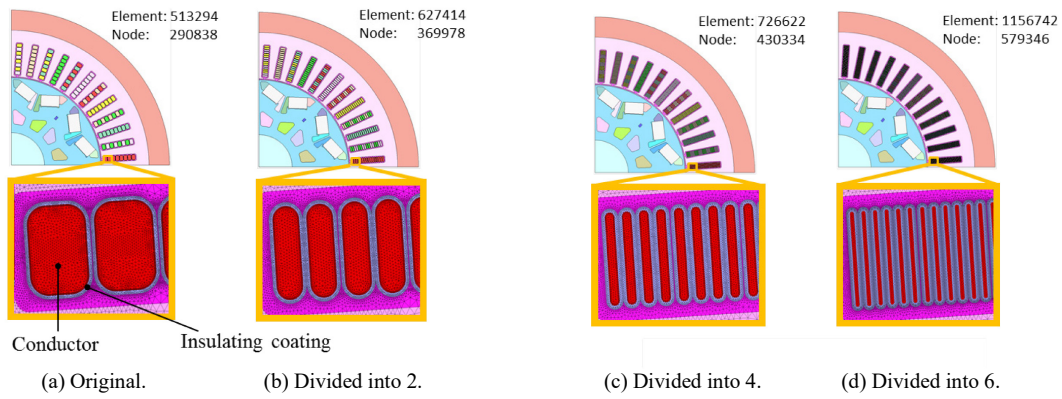 Element: 513294
Node: 290838
Element: 627414
Node: 369978
Element: 726622
Node: 430334
Element: 1156742
Node: 579346
Conductor
Insulating coating
(a) Original.
(b) Divided into 2.
(c) Divided into 4.
(d) Divided into 6.